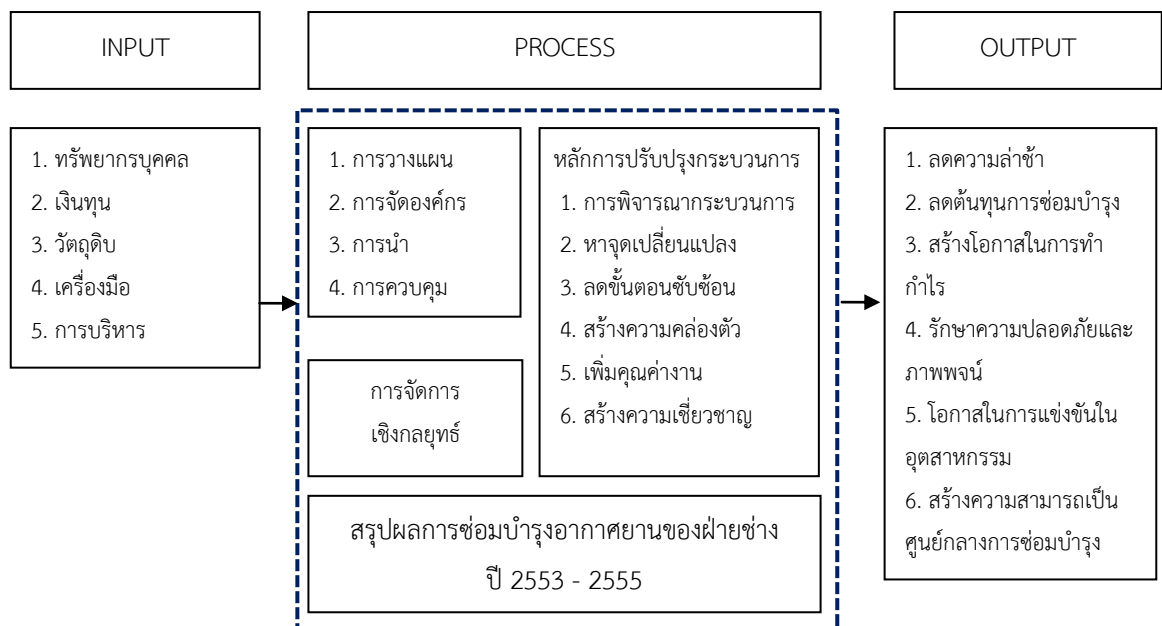 INPUT
PROCESS
OUTPUT
1. ทรัพยากรบุคคล
2. เงินทุน
3. วัตถุดิบ
4. เครื่องมือ
5. การบริหาร
1. การวางแผน
2. การจัดองค์กร
3. การนำ
4. การควบคุม
การจัดการ
เชิงกลยุทธ์
หลักการปรับปรุงกระบวนการ
1. การพิจารณากระบวนการ
2. หาจุดเปลี่ยนแปลง
3. ลดขั้นตอนซับซ้อน
4. สร้างความคล่องตัว
5. เพิ่มคุณค่างาน
6. สร้างความเชี่ยวชาญ
สรุปผลการซ่อมบำรุงอากาศยานของฝ่ายช่าง
ปี 2553 - 2555
1. ลดความล่าช้า
2. ลดต้นทุนการซ่อมบำรุง
3. สร้างโอกาสในการทำ
กำไร
4. รักษาความปลอดภัยและ
ภาพพจน์
5. โอกาสในการแข่งขันใน
อุตสาหกรรม
6. สร้างความสามารถเป็น
ศูนย์กลางการซ่อมบำรุง